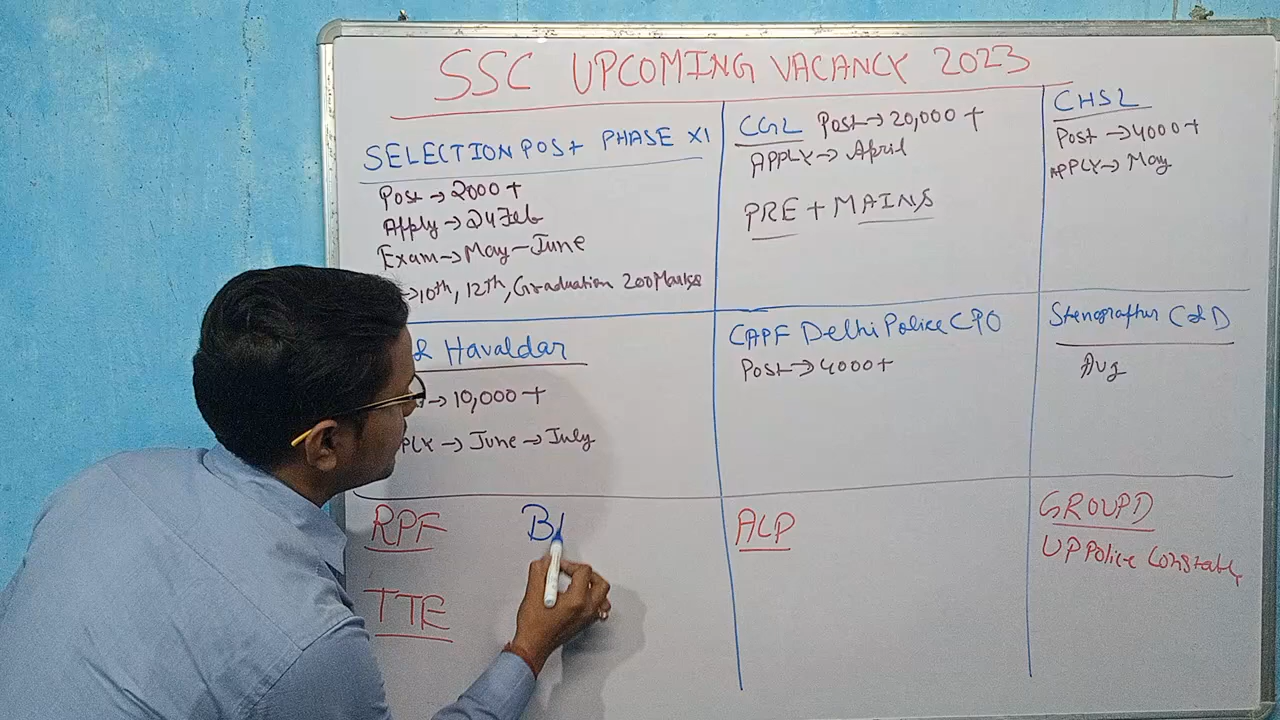 SSC UPCOMING VACANCY 2023
SELECTION POST PHASE XI
Post → 2000 +
Apply → 24 Feb
Exam → May – June
→ 10th, 12th, Graduation 200 Marks
CGL Post → 20,000 +
APPLY → April
PRE + MAINS
CHSL
Post → 4000 +
APPLY → May
& Havaldar
→ 10,000 +
PLY → June → July
CAPF Delhi Police CPO
Post → 4000 +
Stenografhur C & D
Aug
RPF
B
TTE
ALP
GROUP D
UP Police Constable